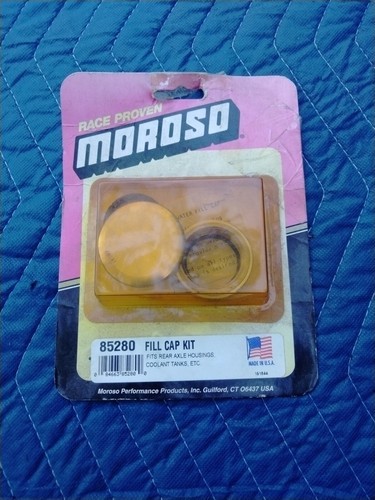 RACE PROVEN
MOROSO
85280 FILL CAP KIT
FITS REAR AXLE HOUSINGS,
COOLANT TANKS, ETC.
MADE IN U.S.A.
Moroso Performance Products, Inc. Guilford, CT 06437 USA